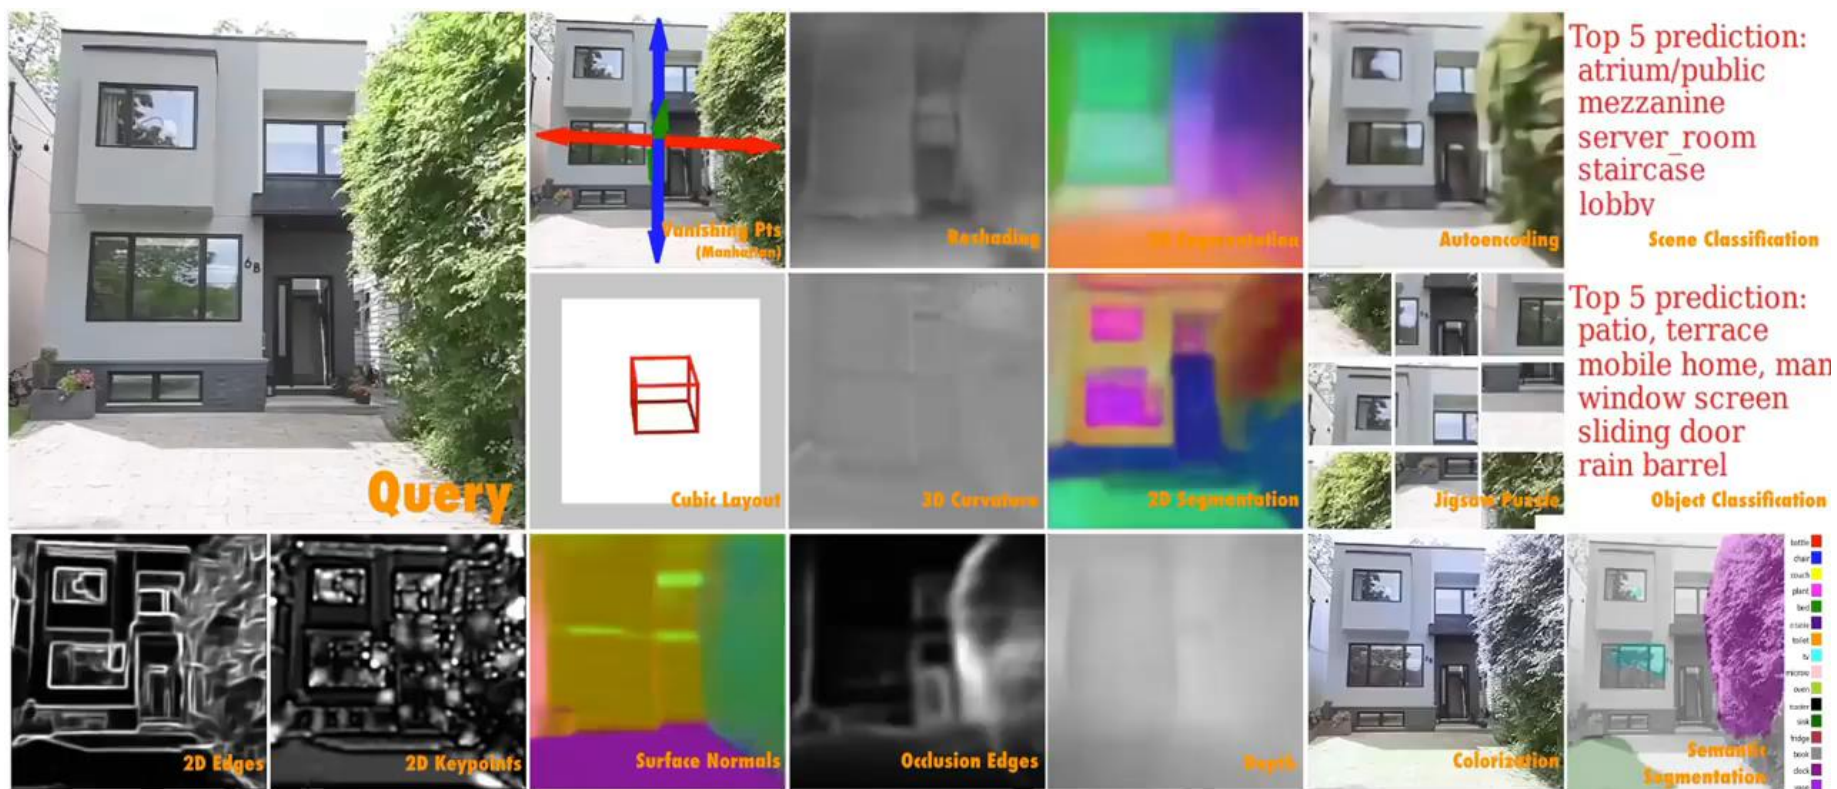 Query
68
Vanishing Pts
(Manhattan)
Reshading
Segmentation
Autoencoding
Top 5 prediction:
atrium/public
mezzanine
server_room
staircase
lobby
Scene Classification
Cubic Layout
3D Curvature
2D Segmentation
Jigsaw Puzzle
Top 5 prediction:
patio, terrace
mobile home, man
window screen
sliding door
rain barrel
Object Classification
2D Edges
2D Keypoints
Surface Normals
Occlusion Edges
Depth
Colorization
Semantic
Segmentation
bottle
chair
couch
plant
bed
toilet
tv
oven
sink
fridge
book
clock
vase